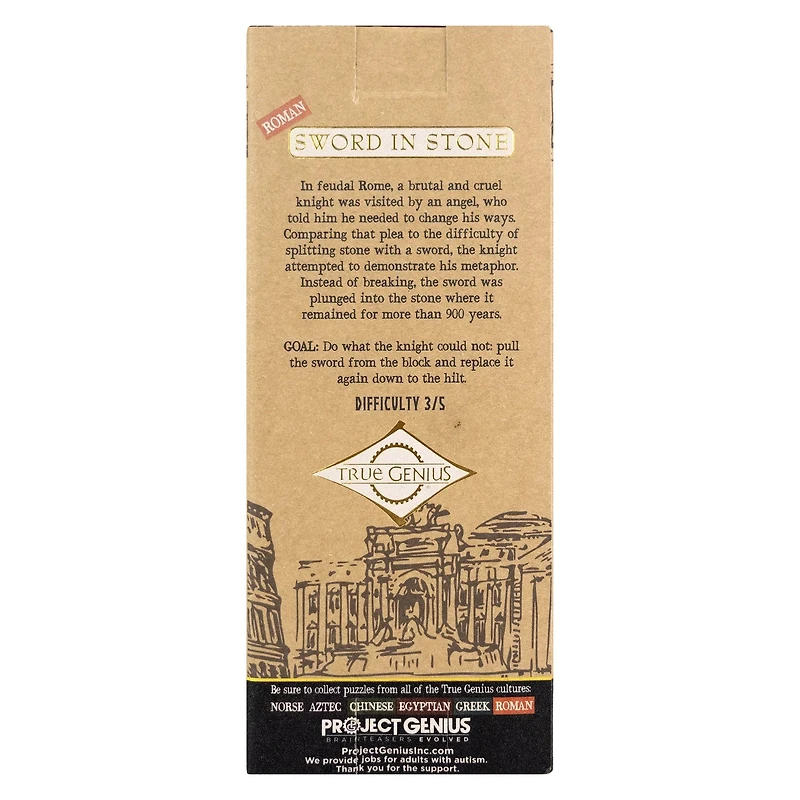 ROMAN
SWORD IN STONE
In feudal Rome, a brutal and cruel
knight was visited by an angel, who
told him he needed to change his ways.
Comparing that plea to the difficulty of
splitting stone with a sword, the knight
attempted to demonstrate his metaphor.
Instead of breaking, the sword was
plunged into the stone where it
remained for more than 900 years.
GOAL: Do what the knight could not: pull
the sword from the block and replace it
again down to the hilt.
DIFFICULTY 3/5
TRUE GENIUS
Be sure to collect puzzles from all of the True Genius cultures:
NORSE AZTEC CHINESE EGYPTIAN GREEK ROMAN
PROJECT GENIUS
BRAINTEASERS EVOLVED
ProjectGeniusInc.com
We provide jobs for adults with autism.
Thank you for the support.